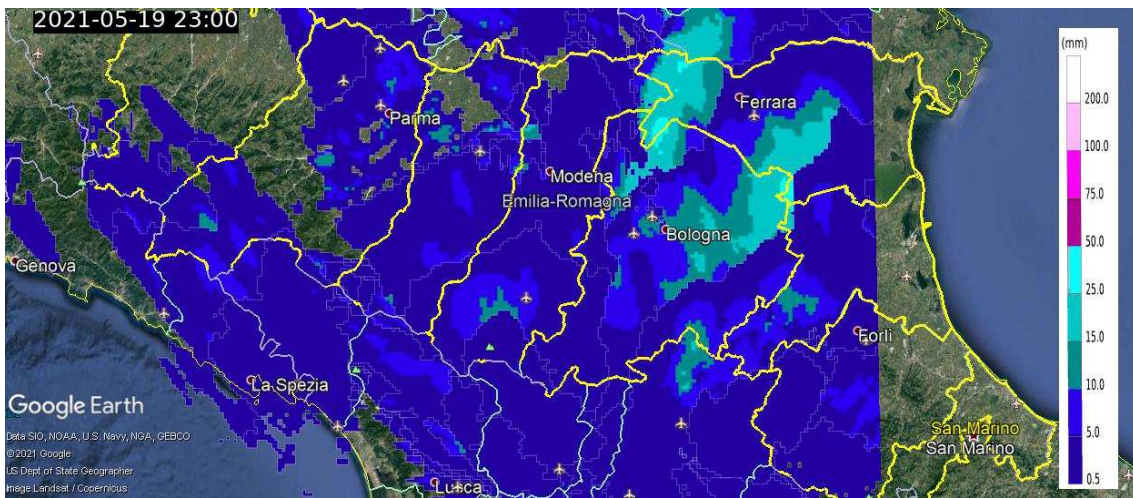 2021-05-19 23:00
(mm)
200.0
100.0
75.0
50.0
25.0
15.0
10.0
5.0
0.5
Ferrara
Parma
Modena
Emilia-Romagna
Bologna
Genova
Forlì
La Spezia
San Marino
San Marino
Lucca
Google Earth
Data SIO, NOAA, U.S. Navy, NGA, GEBCO
©2021 Google
US Dept of State Geographer
Image Landsat / Copernicus